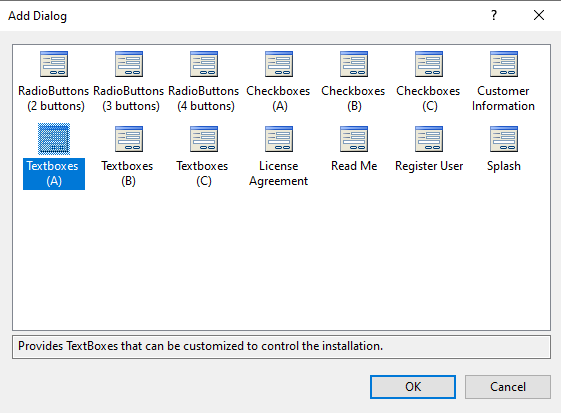 Add Dialog
?
RadioButtons RadioButtons RadioButtons Checkboxes Checkboxes Checkboxes Customer
(2 buttons) (3 buttons) (4 buttons) (A) (B) (C) Information
Textboxes Textboxes Textboxes License Read Me Register User Splash
(A) (B) (C) Agreement
Provides TextBoxes that can be customized to control the installation.
OK Cancel